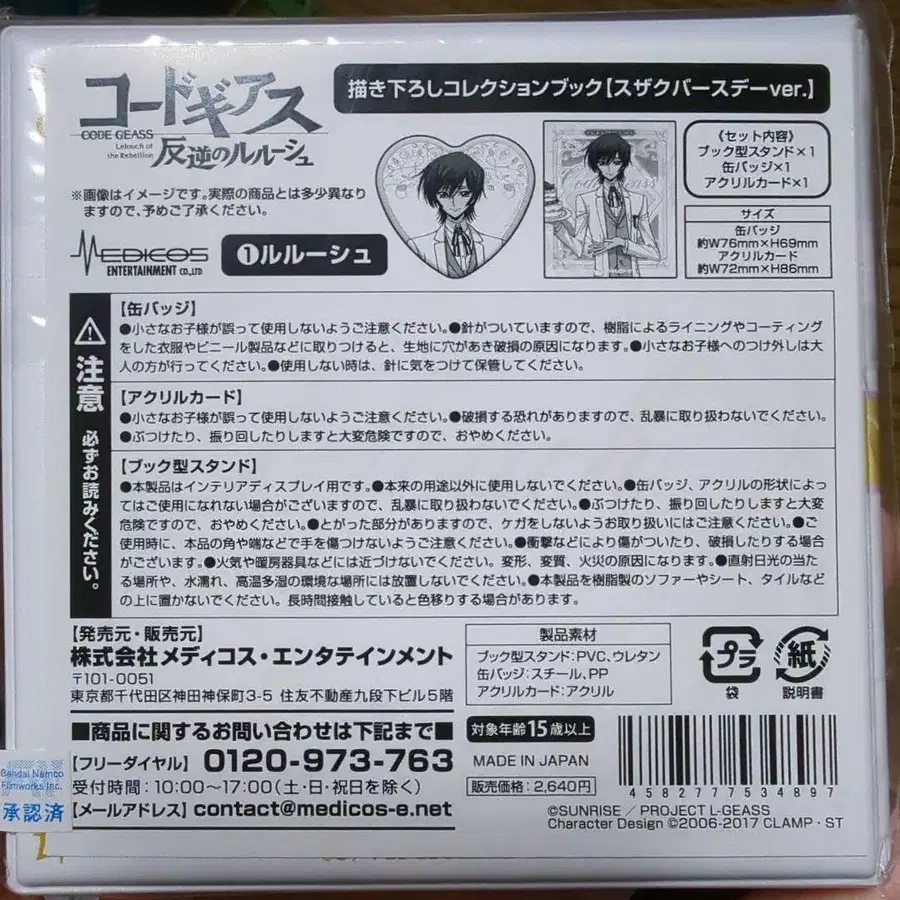 コードギアス
CODE GEASS
Lelouch of
the Rebellion
反逆のルルーシュ
描き下ろしコレクションブック【スザクバースデーver.】
《セット内容》
ブック型スタンド×1
缶バッジ×1
アクリルカード×1
※画像はイメージです。実際の商品とは多少異なり
ますので、予めご了承ください。
MEDICOS
ENTERTAINMENT CO.,LTD
①ルルーシュ
サイズ
缶バッジ
約W76mm×H69mm
アクリルカード
約W72mm×H86mm
注意 必ずお読みください。
【缶バッジ】
●小さなお子様が誤って使用しないようご注意ください。●針がついていますので、樹脂によるライニングやコーティング
をした衣服やビニール製品などに取りつけると、生地に穴があき破損の原因になります。●小さなお子様へのつけ外しは大
人の方が行ってください。●使用しない時は、針に気をつけて保管してください。
【アクリルカード】
●小さなお子様が誤って使用しないようご注意ください。●破損する恐れがありますので、乱暴に取り扱わないでください。
●ぶつけたり、振り回したりしますと大変危険ですので、おやめください。
【ブック型スタンド】
●本製品はインテリアディスプレイ用です。●本来の用途以外に使用しないでください。●缶バッジ、アクリルの形状によっ
てはご使用になれない場合がございますので、乱暴に取り扱わないでください。●ぶつけたり、振り回したりしますと大変
危険ですので、おやめください。●とがった部分がありますので、ケガをしないようお取り扱いにはご注意ください。●ご
使用時に、本品の角や端などで手を傷つけないようご注意ください。●衝撃などにより傷がついたり、破損したりする場合
がございます。●火気や暖房器具などには近づけないでください。変形、変質、火災の原因になります。●直射日光の当た
る場所や、水濡れ、高温多湿の環境な場所には放置しないでください。●本製品を樹脂製のソファーやシート、タイルなど
の上に置かないでください。長時間接触していると色移りする場合があります。
【発売元・販売元】
株式会社メディコス・エンタテインメント
〒101-0051
東京都千代田区神田神保町3-5 住友不動産九段下ビル5階
■商品に関するお問い合わせは下記まで■
【フリーダイヤル】 0120-973-763
受付時間:10:00〜17:00(土・日・祝日を除く)
【メールアドレス】contact@medicos-e.net
製品素材
ブック型スタンド:PVC、ウレタン
缶バッジ:スチール、PP
アクリルカード:アクリル
プラ
袋
紙
説明書
対象年齢15歳以上
MADE IN JAPAN
販売価格:2,640円
4582777534897
©SUNRISE / PROJECT L-GEASS
Character Design ©2006-2017 CLAMP・ST
Bandai Namco
Filmworks Inc.
承認済